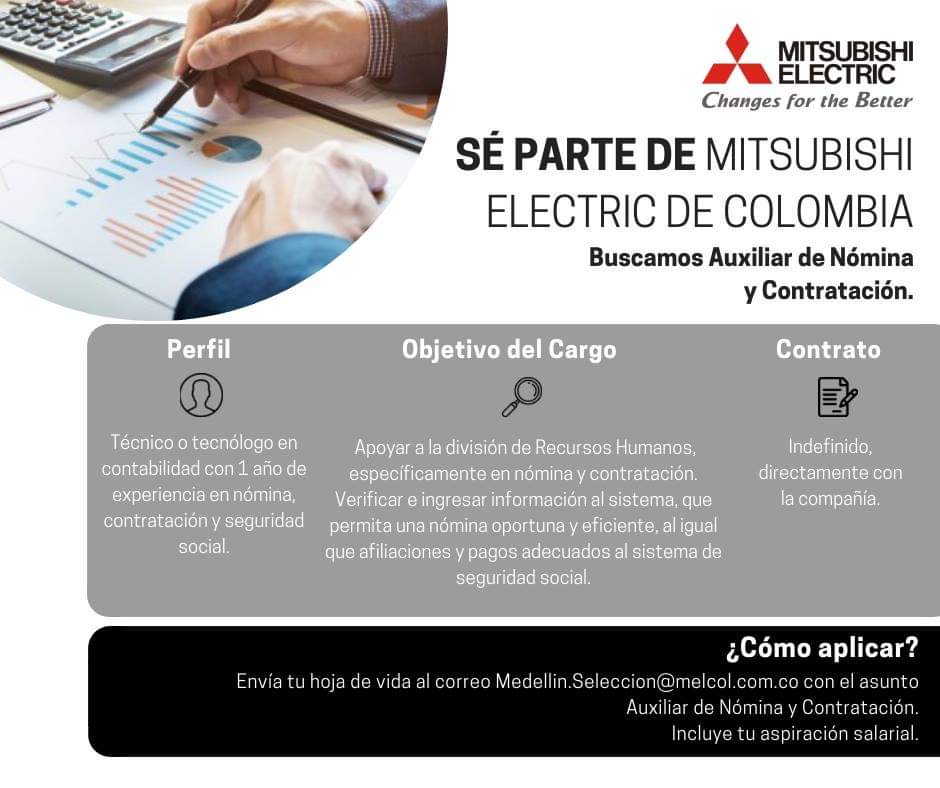 MITSUBISHI
ELECTRIC
Changes for the Better
SÉ PARTE DE MITSUBISHI
ELECTRIC DE COLOMBIA
Buscamos Auxiliar de Nómina
y Contratación.
Perfil
Técnico o tecnólogo en
contabilidad con 1 año de
experiencia en nómina,
contratación y seguridad
social.
Objetivo del Cargo
Apoyar a la división de Recursos Humanos,
específicamente en nómina y contratación.
Verificar e ingresar información al sistema, que
permita una nómina oportuna y eficiente, al igual
que afiliaciones y pagos adecuados al sistema de
seguridad social.
Contrato
Indefinido,
directamente con
la compañía.
¿Cómo aplicar?
Envía tu hoja de vida al correo Medellin.Seleccion@melcol.com.co con el asunto
Auxiliar de Nómina y Contratación.
Incluye tu aspiración salarial.